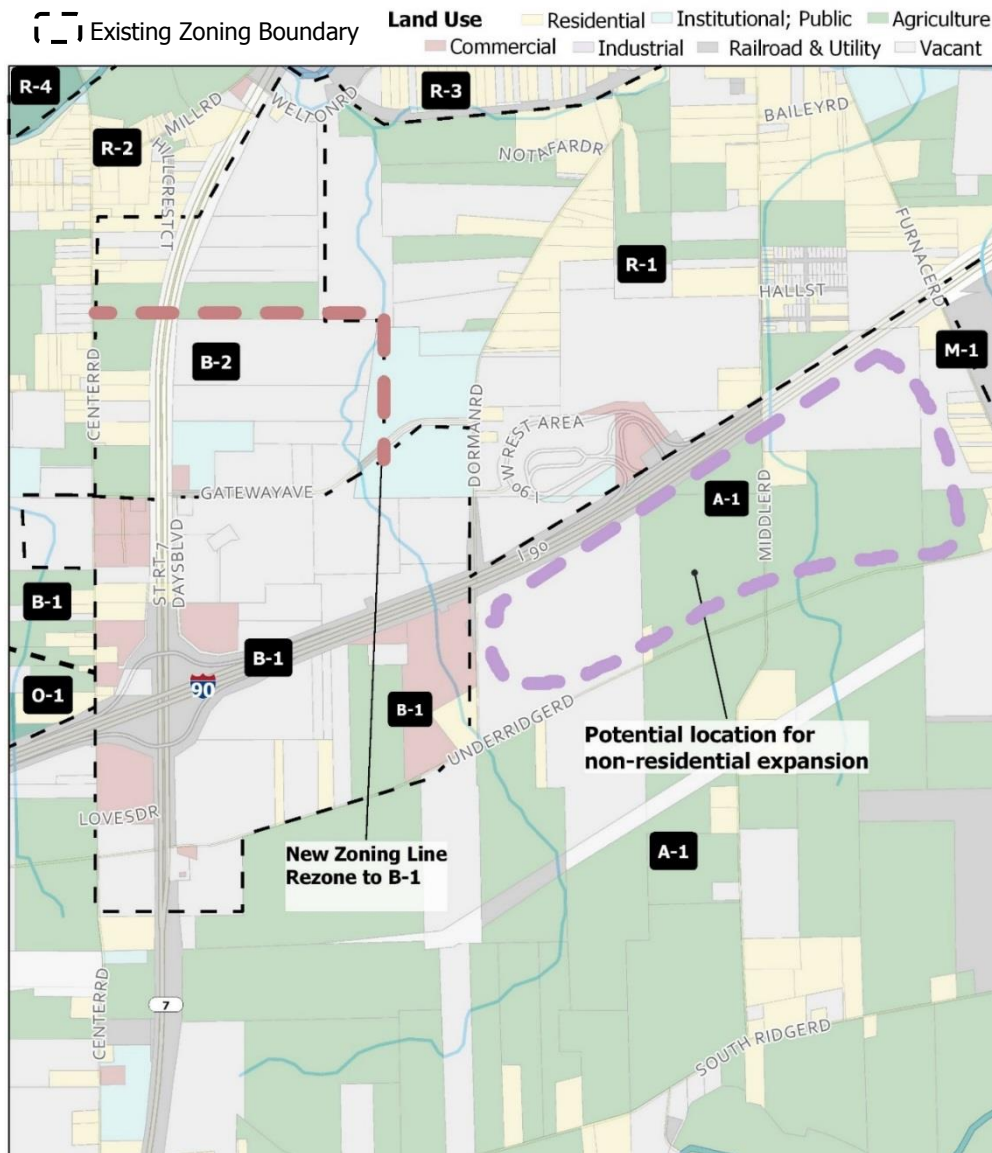 Existing Zoning Boundary
Land Use
Residential
Institutional; Public
Agriculture
Commercial
Industrial
Railroad & Utility
Vacant
R-4
R-3
WELTONRD
MILLRD
BAILEYRD
R-2
HILLCRESTCT
NOTAFARDR
FURNACERD
R-1
HALLST
B-2
M-1
CENTERRD
DORMANRD
I-90 W REST AREA
GATEWAYAVE
A-1
MIDDLERD
ST RT 7
DAYSBLVD
I 90
B-1
B-1
O-1
90
B-1
UNDERRIDGERD
Potential location for
non-residential expansion
LOVESDR
New Zoning Line
Rezone to B-1
A-1
7
CENTERRD
SOUTH RIDGERD